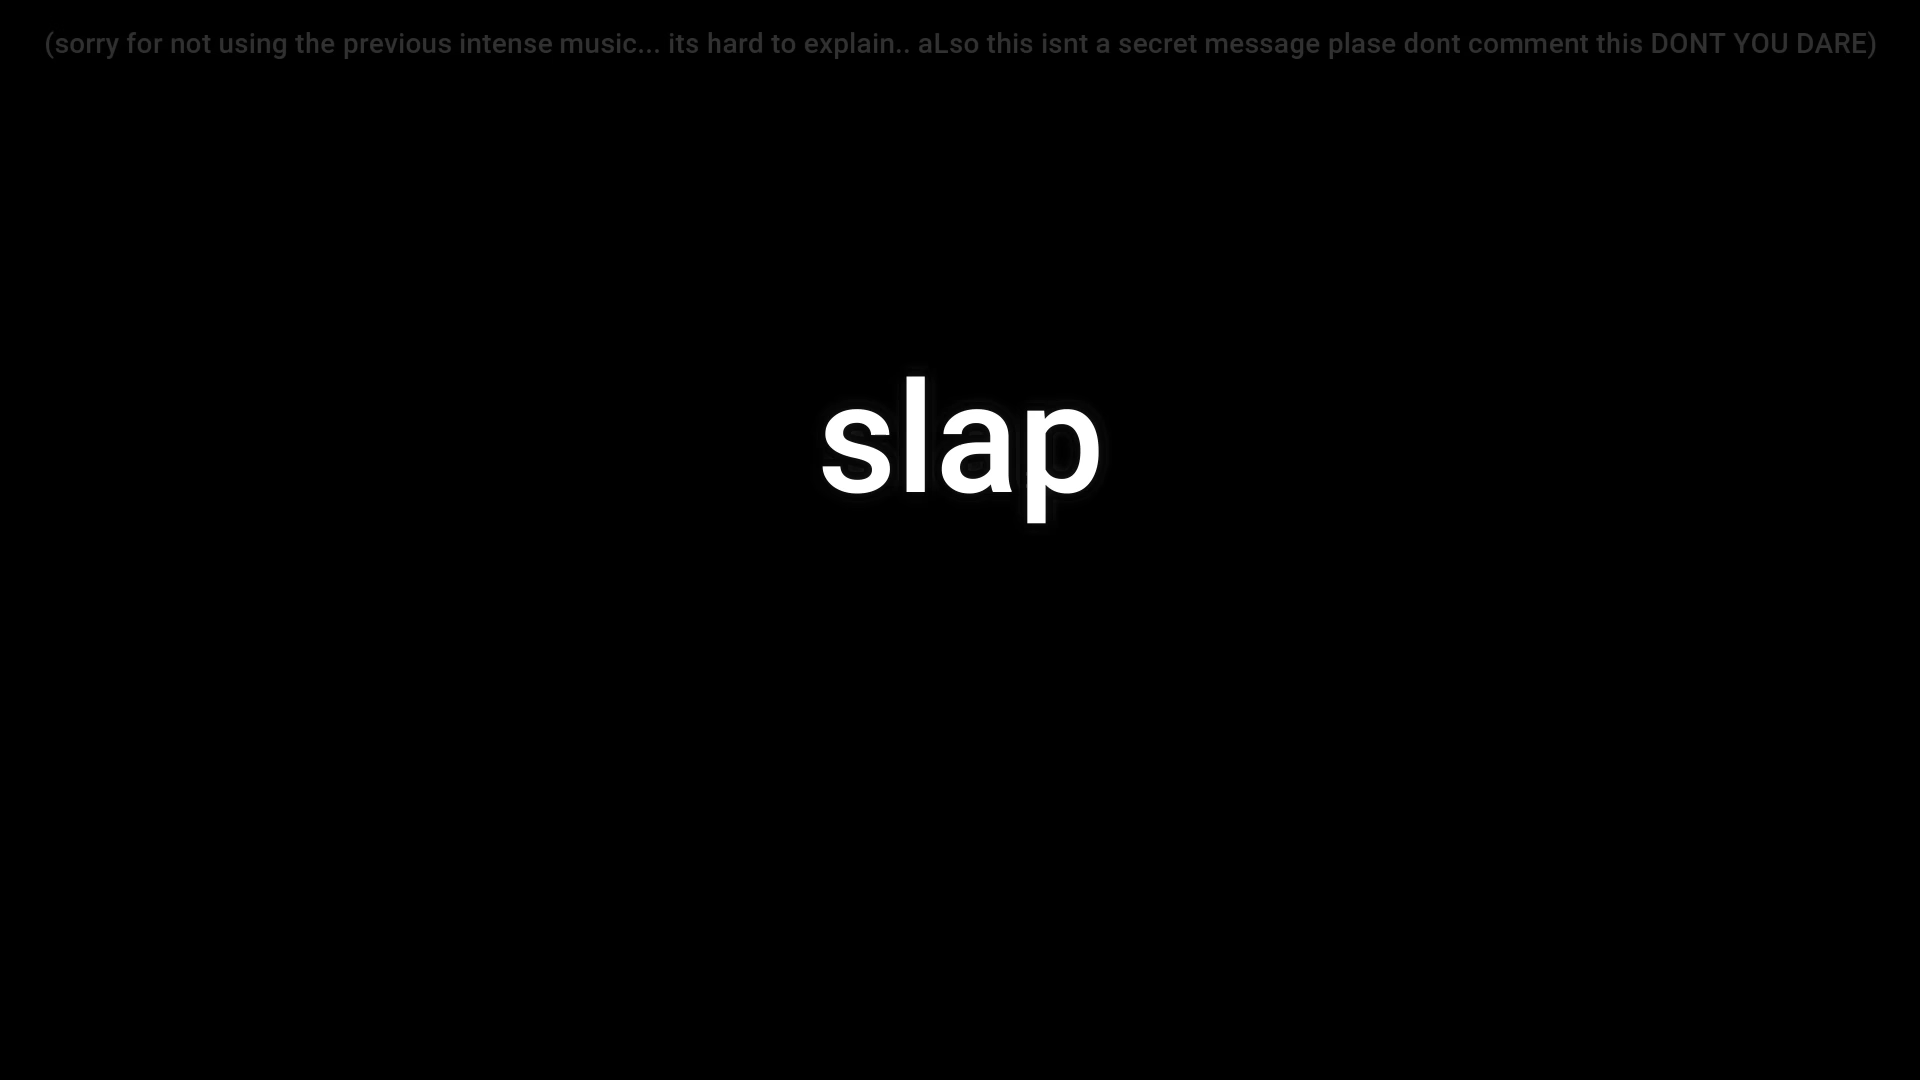 (sorry for not using the previous intense music... its hard to explain.. aLso this isnt a secret message plase dont comment this DONT YOU DARE)
slap